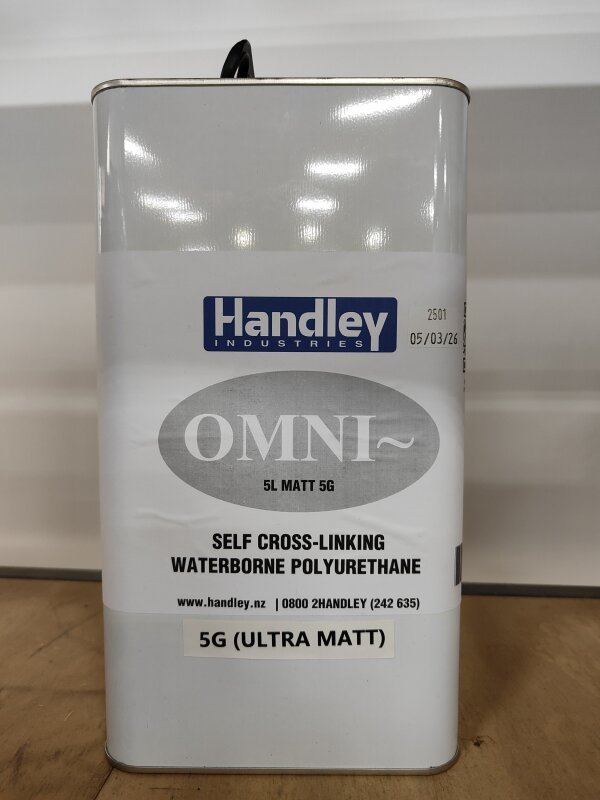 Handley
INDUSTRIES
2501
05/03/26
OMNI~
5L MATT 5G
SELF CROSS-LINKING
WATERBORNE POLYURETHANE
www.handley.nz | 0800 2HANDLEY (242 635)
5G (ULTRA MATT)